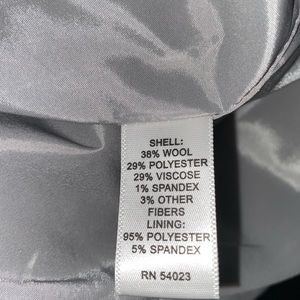 SHELL:
38% WOOL
29% POLYESTER
29% VISCOSE
1% SPANDEX
3% OTHER
FIBERS
LINING:
95% POLYESTER
5% SPANDEX
RN 54023